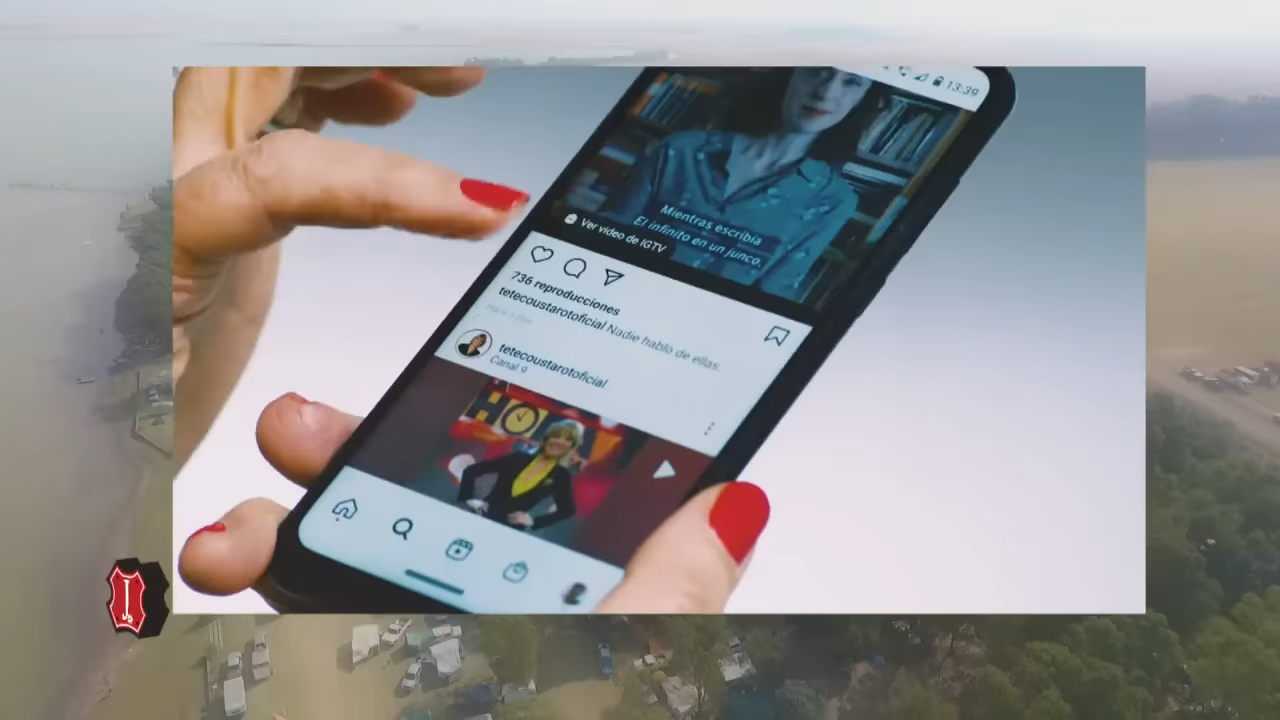 13:39
Mientras escribía
El infinito en un junco,
Ver video de IGTV
736 reproducciones
tetecoustarotoficial Nadie habló de ellas.
tetecoustarotoficial
Canal 9
HO